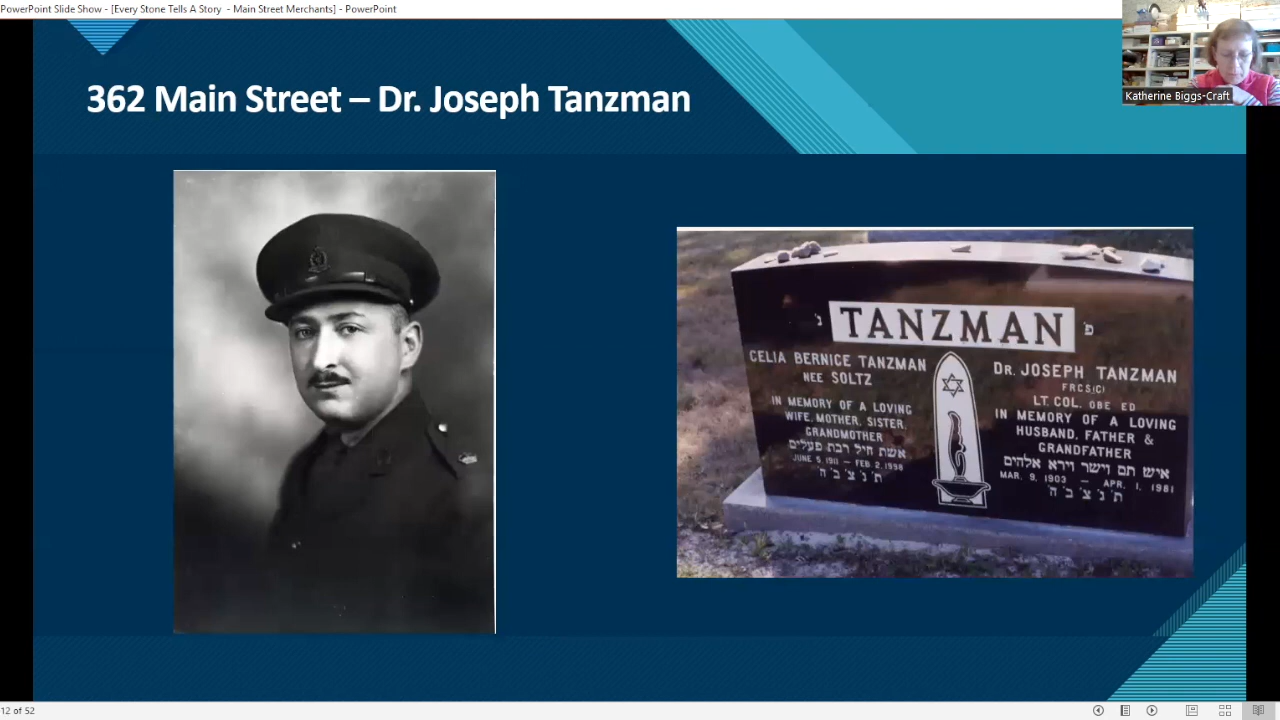 PowerPoint Slide Show - [Every Stone Tells A Story - Main Street Merchants] - PowerPoint
Katherine Biggs-Craft
362 Main Street – Dr. Joseph Tanzman
פ' TANZMAN נ'
CELIA BERNICE TANZMAN
NEE SOLTZ
IN MEMORY OF A LOVING
WIFE, MOTHER, SISTER,
GRANDMOTHER
אשת חיל רבת פעלים
JUNE 5, 1911 – FEB 2, 1998
ת' נ' צ' ב' ה'
DR. JOSEPH TANZMAN
FRCS(C)
LT. COL. OBE ED
IN MEMORY OF A LOVING
HUSBAND, FATHER &
GRANDFATHER
איש תם וישר וירא אלהים
MAR. 9, 1903 – APR. 1, 1981
ת' נ' צ' ב' ה'
12 of 52